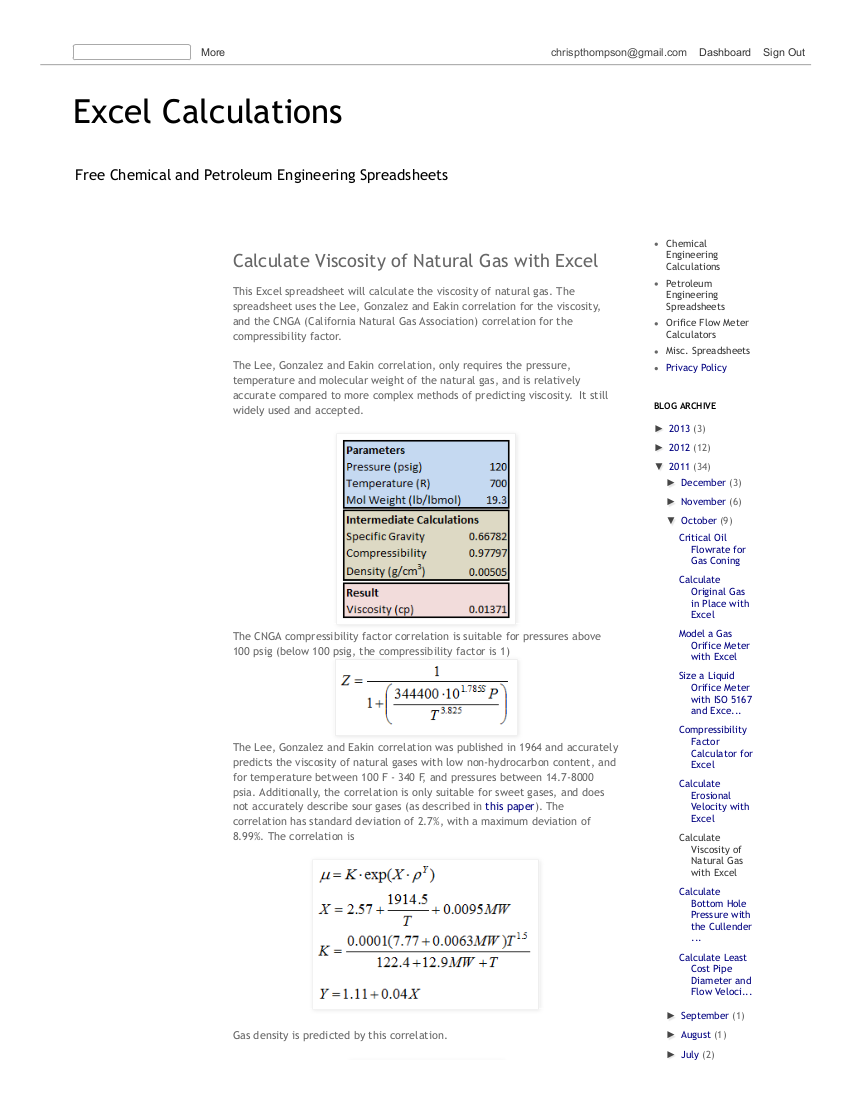 More
chrispthompson@gmail.com Dashboard Sign Out
Excel Calculations
Free Chemical and Petroleum Engineering Spreadsheets
Calculate Viscosity of Natural Gas with Excel
This Excel spreadsheet will calculate the viscosity of natural gas. The
spreadsheet uses the Lee, Gonzalez and Eakin correlation for the viscosity,
and the CNGA (California Natural Gas Association) correlation for the
compressibility factor.
The Lee, Gonzalez and Eakin correlation, only requires the pressure,
temperature and molecular weight of the natural gas, and is relatively
accurate compared to more complex methods of predicting viscosity. It still
widely used and accepted.
Parameters
Pressure (psig) 120
Temperature (R) 700
Mol Weight (lb/lbmol) 19.3
Intermediate Calculations
Specific Gravity 0.66782
Compressibility 0.97797
Density (g/cm³) 0.00505
Result
Viscosity (cp) 0.01371
The CNGA compressibility factor correlation is suitable for pressures above
100 psig (below 100 psig, the compressibility factor is 1)
Z = 1 / (1 + (344400·10^1.785S P / T^3.825))
The Lee, Gonzalez and Eakin correlation was published in 1964 and accurately
predicts the viscosity of natural gases with low non-hydrocarbon content, and
for temperature between 100 F - 340 F, and pressures between 14.7-8000
psia. Additionally, the correlation is only suitable for sweet gases, and does
not accurately describe sour gases (as described in this paper). The
correlation has standard deviation of 2.7%, with a maximum deviation of
8.99%. The correlation is
μ = K·exp(X·ρ^Y)
X = 2.57 + 1914.5 / T + 0.0095MW
K = 0.0001(7.77 + 0.0063MW)T^1.5 / (122.4 + 12.9MW + T)
Y = 1.11 + 0.04X
Gas density is predicted by this correlation.
• Chemical
Engineering
Calculations
• Petroleum
Engineering
Spreadsheets
• Orifice Flow Meter
Calculators
• Misc. Spreadsheets
• Privacy Policy
BLOG ARCHIVE
► 2013 (3)
► 2012 (12)
▼ 2011 (34)
► December (3)
► November (6)
▼ October (9)
Critical Oil
Flowrate for
Gas Coning
Calculate
Original Gas
in Place with
Excel
Model a Gas
Orifice Meter
with Excel
Size a Liquid
Orifice Meter
with ISO 5167
and Exce...
Compressibility
Factor
Calculator for
Excel
Calculate
Erosional
Velocity with
Excel
Calculate
Viscosity of
Natural Gas
with Excel
Calculate
Bottom Hole
Pressure with
the Cullender
...
Calculate Least
Cost Pipe
Diameter and
Flow Veloci...
► September (1)
► August (1)
► July (2)